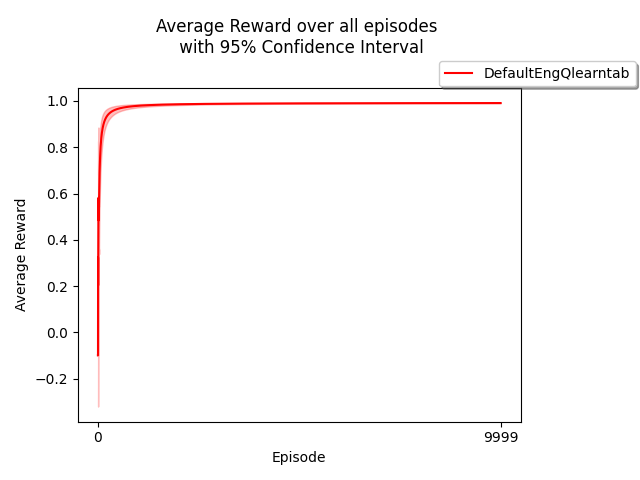 Average Reward over all episodes
with 95% Confidence Interval
DefaultEngQlearntab
1.0
0.8
0.6
0.4
0.2
0.0
−0.2
Average Reward
0
9999
Episode